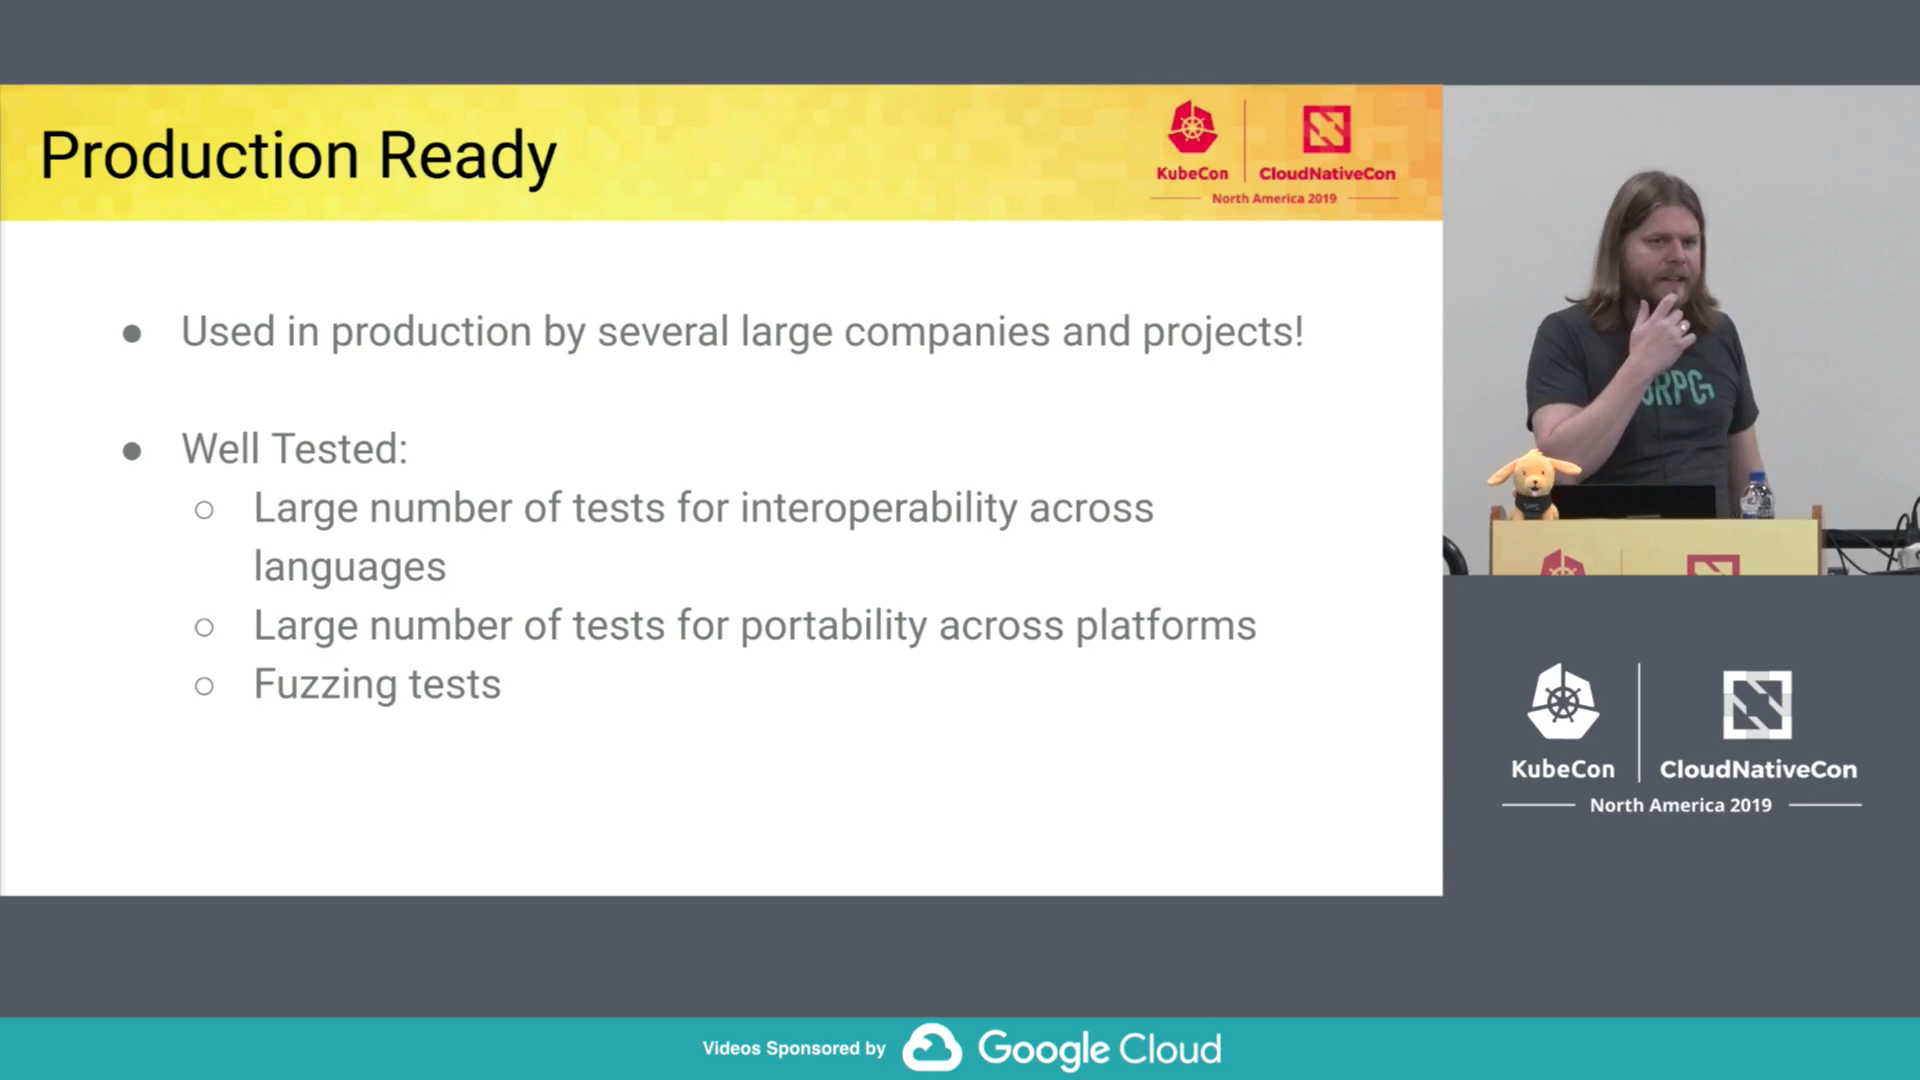 Production Ready
KubeCon
CloudNativeCon
North America 2019
● Used in production by several large companies and projects!
● Well Tested:
○ Large number of tests for interoperability across
languages
○ Large number of tests for portability across platforms
○ Fuzzing tests
GRPC
KubeCon
CloudNativeCon
North America 2019
Videos Sponsored by
Google Cloud